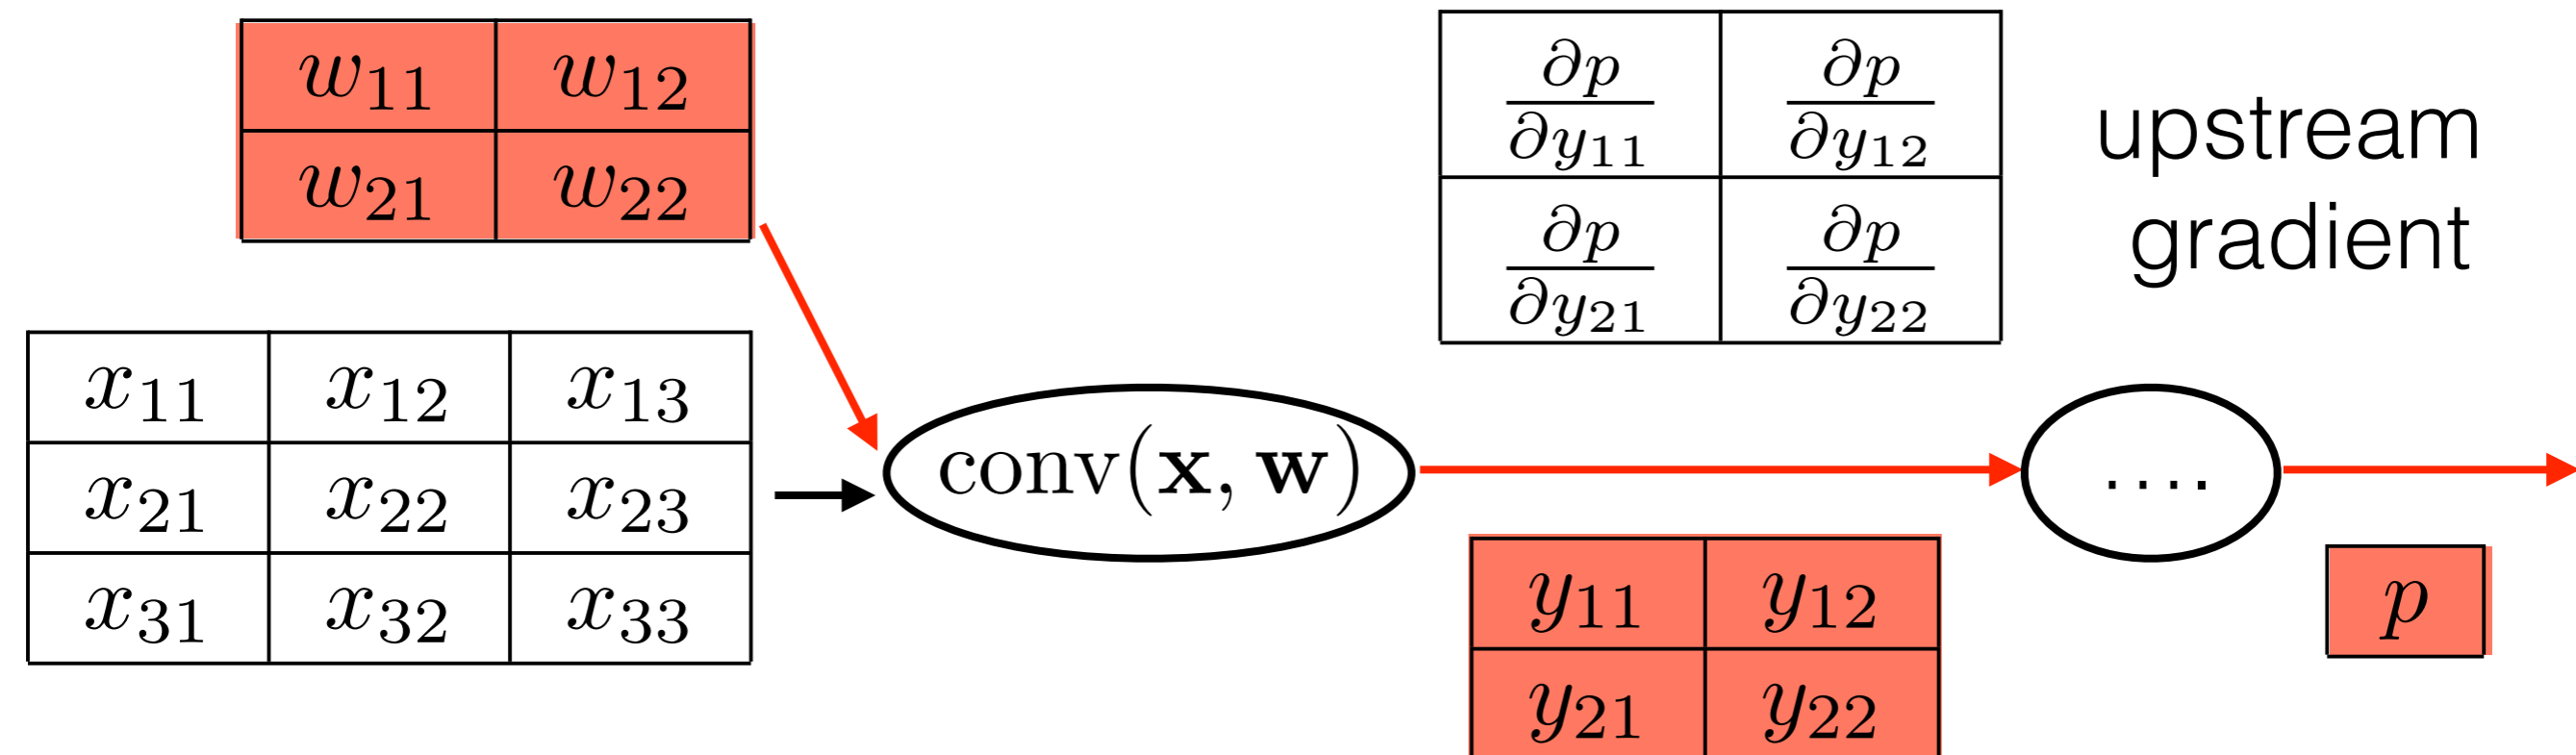 w₁₁ w₁₂
w₂₁ w₂₂
x₁₁ x₁₂ x₁₃
x₂₁ x₂₂ x₂₃
x₃₁ x₃₂ x₃₃
conv(x, w)
∂p/∂y₁₁ ∂p/∂y₁₂
∂p/∂y₂₁ ∂p/∂y₂₂
upstream
gradient
y₁₁ y₁₂
y₂₁ y₂₂
....
p